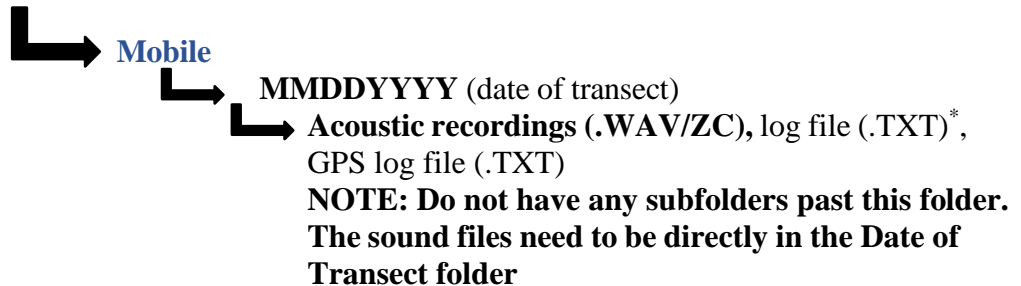 Mobile
MMDDYYYY (date of transect)
Acoustic recordings (.WAV/ZC), log file (.TXT)*,
GPS log file (.TXT)
NOTE: Do not have any subfolders past this folder.
The sound files need to be directly in the Date of
Transect folder